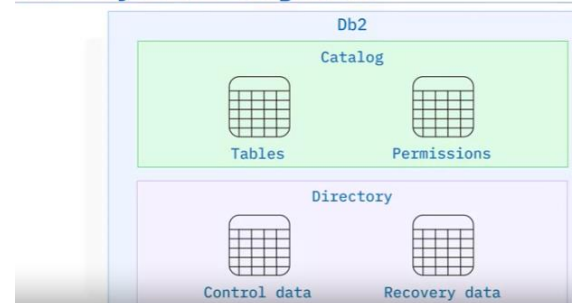 Db2
Catalog
Tables Permissions
Directory
Control data Recovery data